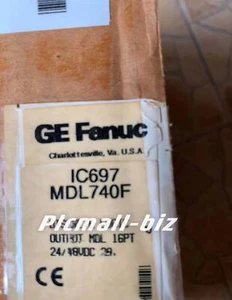 GE Fanuc
Charlottesville, Va. U.S.A.
IC697
MDL740F
Plcmall-biz
OUTPUT MDL 16PT
24/48VDC 2A.
CE